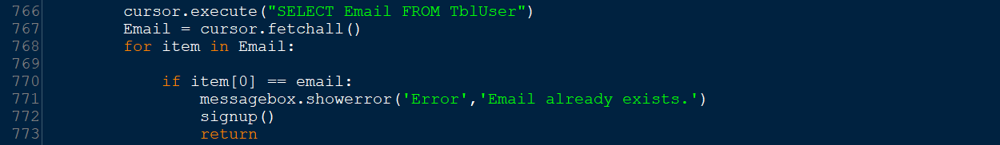 766 cursor.execute("SELECT Email FROM TblUser")
767 Email = cursor.fetchall()
768 for item in Email:
769
770 if item[0] == email:
771 messagebox.showerror('Error','Email already exists.')
772 signup()
773 return